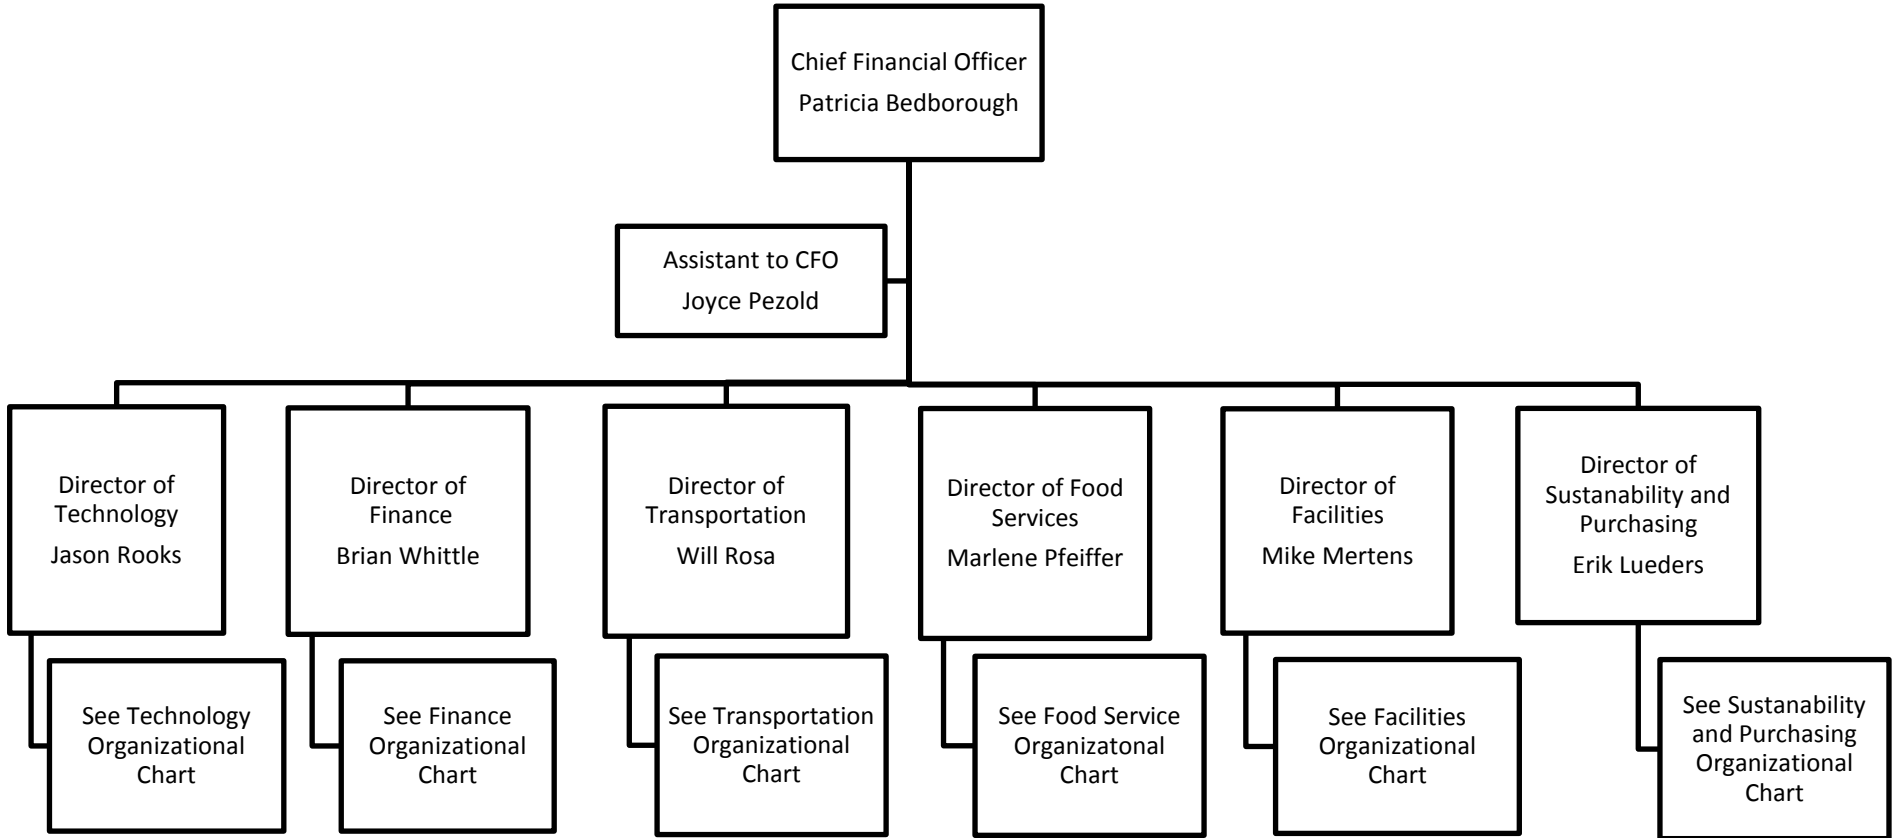 Chief Financial Officer
Patricia Bedborough
Assistant to CFO
Joyce Pezold
Director of
Technology
Jason Rooks
Director of
Finance
Brian Whittle
Director of
Transportation
Will Rosa
Director of Food
Services
Marlene Pfeiffer
Director of
Facilities
Mike Mertens
Director of
Sustanability and
Purchasing
Erik Lueders
See Technology
Organizational
Chart
See Finance
Organizational
Chart
See Transportation
Organizational
Chart
See Food Service
Organizatonal
Chart
See Facilities
Organizational
Chart
See Sustanability
and Purchasing
Organizational
Chart